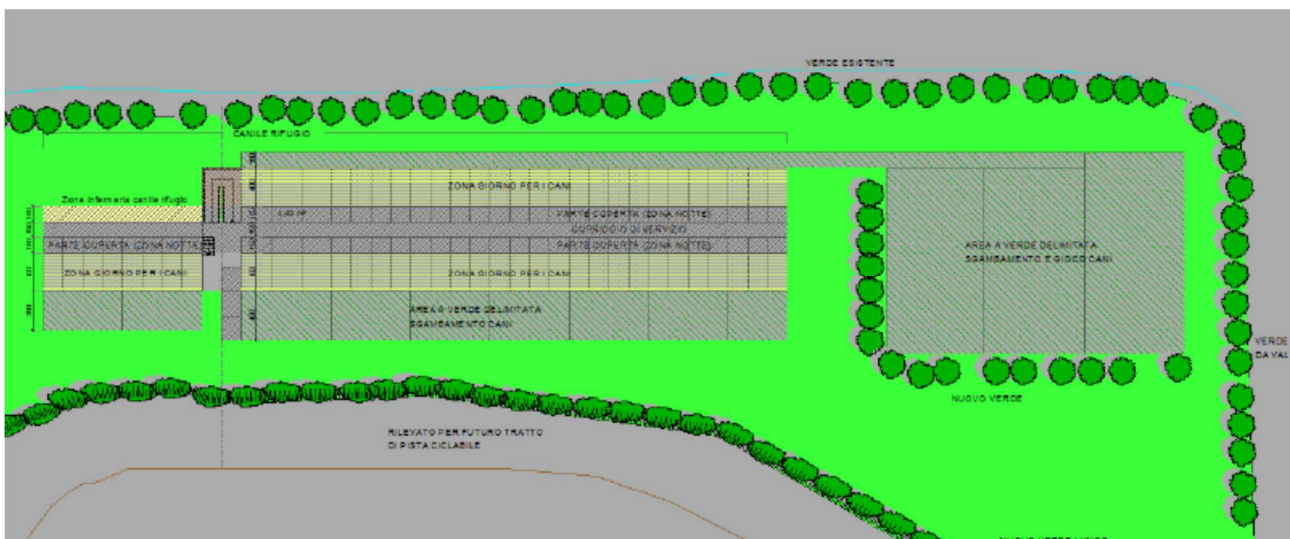 VERDE ESISTENTE
CANILE RIFUGIO
ZONA GIORNO PER I CANI
Zona Infermeria canile rifugio
PARTE COPERTA (ZONA NOTTE)
CORRIDOIO DI SERVIZIO
PARTE COPERTA (ZONA NOTTE)
PARTE COPERTA (ZONA NOTTE)
AREA A VERDE DELIMITATA
SGAMBAMENTO E GIOCO CANI
ZONA GIORNO PER I CANI
ZONA GIORNO PER I CANI
AREA A VERDE DELIMITATA
SGAMBAMENTO CANI
VERDE
DA VAL
NUOVO VERDE
RILEVATO PER FUTURO TRATTO
DI PISTA CICLABILE